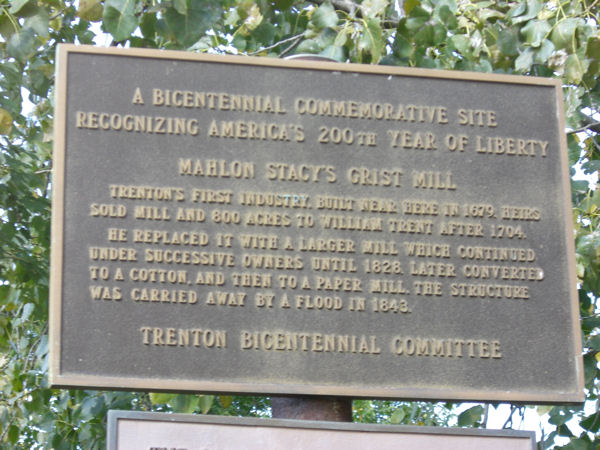 A BICENTENNIAL COMMEMORATIVE SITE
RECOGNIZING AMERICA'S 200TH YEAR OF LIBERTY
MAHLON STACY'S GRIST MILL
TRENTON'S FIRST INDUSTRY, BUILT NEAR HERE IN 1679. HEIRS
SOLD MILL AND 800 ACRES TO WILLIAM TRENT AFTER 1704.
HE REPLACED IT WITH A LARGER MILL WHICH CONTINUED
UNDER SUCCESSIVE OWNERS UNTIL 1828. LATER CONVERTED
TO A COTTON, AND THEN TO A PAPER MILL, THE STRUCTURE
WAS CARRIED AWAY BY A FLOOD IN 1843.
TRENTON BICENTENNIAL COMMITTEE